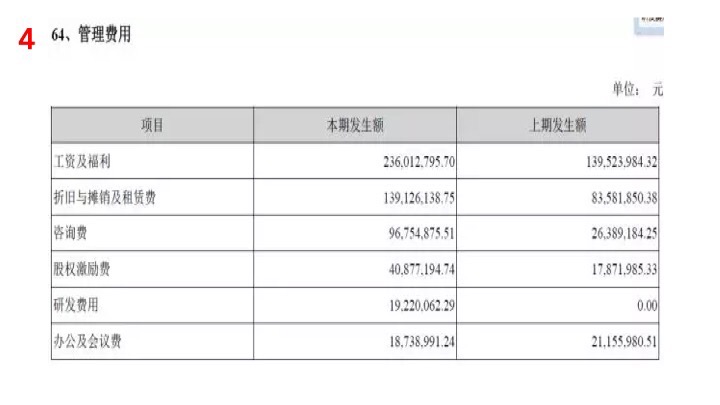 4
64、管理费用
单位： 元
项目 本期发生额 上期发生额
工资及福利 236,012,795.70 139,523,984.32
折旧与摊销及租赁费 139,126,138.75 83,581,850.38
咨询费 96,754,875.51 26,389,184.25
股权激励费 40,877,194.74 17,871,985.33
研发费用 19,220,062.29 0.00
办公及会议费 18,738,991.24 21,155,980.51